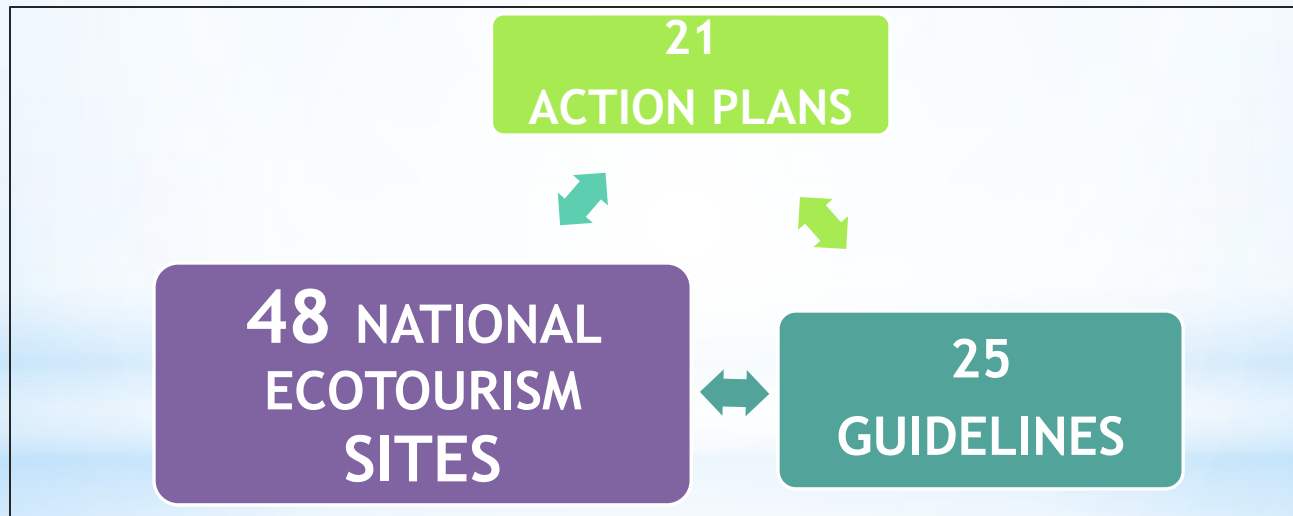 21
ACTION PLANS
48 NATIONAL
ECOTOURISM
SITES
25
GUIDELINES